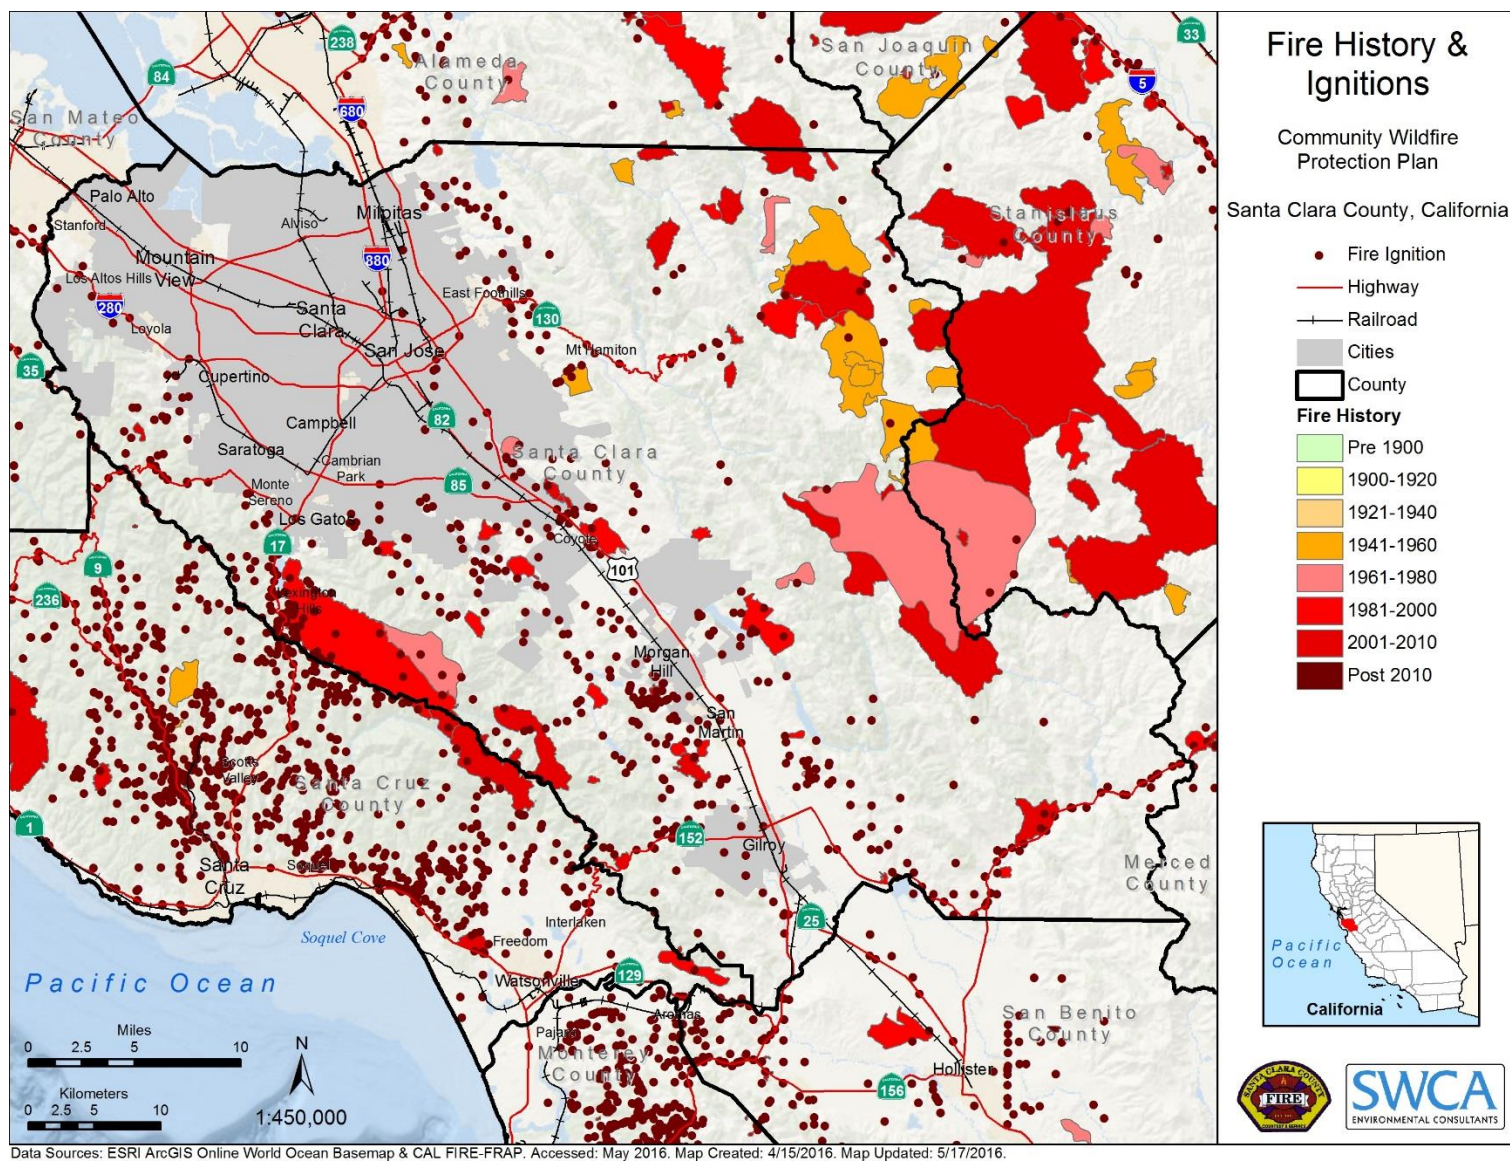 Fire History &
Ignitions
Community Wildfire
Protection Plan
Santa Clara County, California
Fire Ignition
Highway
Railroad
Cities
County
Fire History
Pre 1900
1900-1920
1921-1940
1941-1960
1961-1980
1981-2000
2001-2010
Post 2010
Pacific
Ocean
California
SANTA CLARA COUNTY
FIRE
COURTESY & SERVICE
SWCA
ENVIRONMENTAL CONSULTANTS
238
84
680
33
5
Alameda
County
San Joaquin
County
San Mateo
County
Palo Alto
Stanford
Alviso
Milpitas
Stanislaus
County
Mountain
View
Los Altos Hills
880
280
East Foothills
Santa
Clara
130
Loyola
San Jose
Mt Hamiton
35
Cupertino
82
Campbell
Saratoga
Cambrian
Park
Santa Clara
County
85
Monte
Sereno
Los Gatos
17
Coyote
101
9
236
Lexington
Hills
Morgan
Hill
San
Martin
Scotts
Valley
Santa Cruz
County
1
152
Gilroy
Merced
County
Santa
Cruz
Soquel
25
Interlaken
Soquel Cove
Freedom
Pacific Ocean
Watsonville
129
Aromas
San Benito
County
Pajaro
Monterey
County
Hollister
156
Miles
0 2.5 5 10
Kilometers
0 2.5 5 10
N
1:450,000
Data Sources: ESRI ArcGIS Online World Ocean Basemap & CAL FIRE-FRAP. Accessed: May 2016. Map Created: 4/15/2016. Map Updated: 5/17/2016.